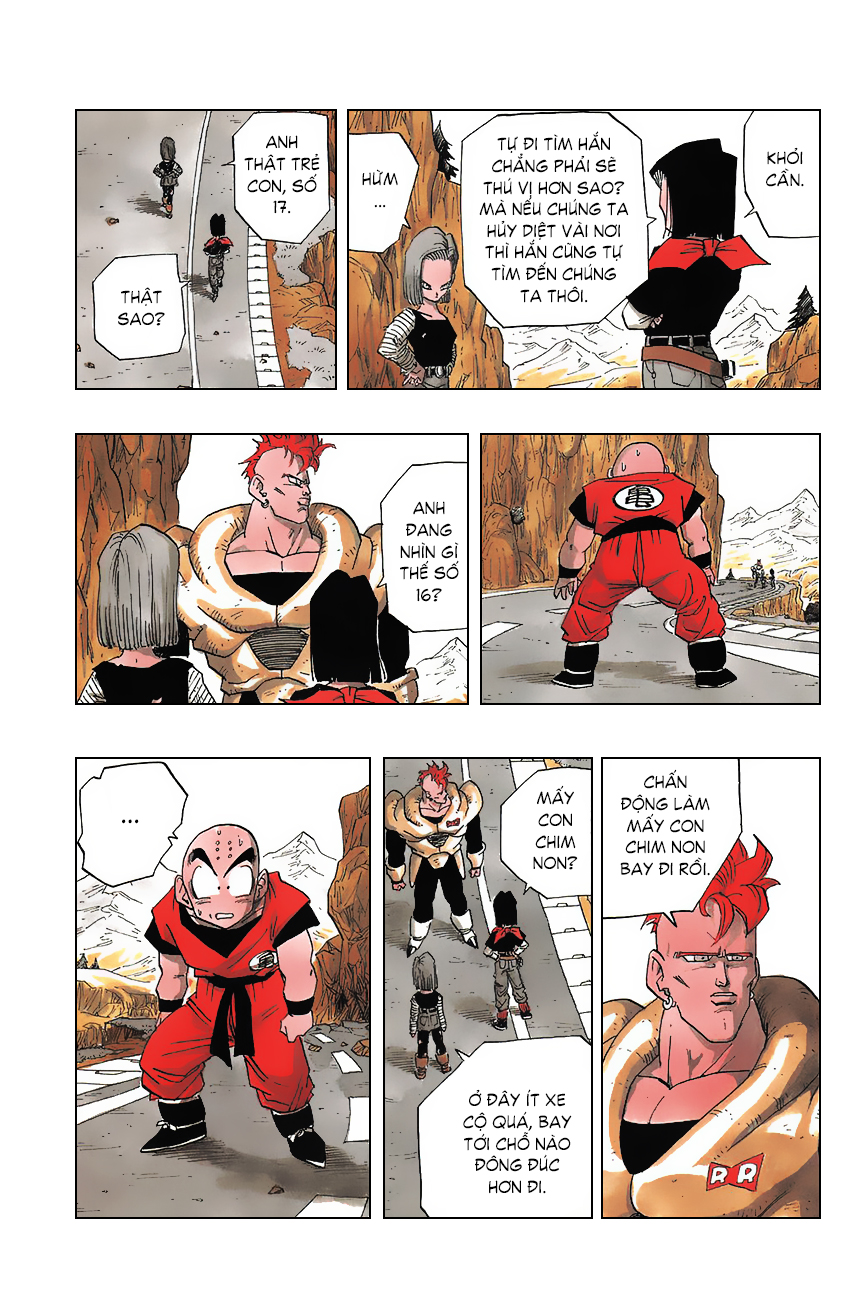 KHỎI
CẦN.
TỰ ĐI TÌM HẮN
CHẲNG PHẢI SẼ
THÚ VỊ HƠN SAO?
MÀ NẾU CHÚNG TA
HỦY DIỆT VÀI NƠI
THÌ HẮN CŨNG TỰ
TÌM ĐẾN CHÚNG
TA THÔI.
HỪM
...
ANH
THẬT TRẺ
CON, SỐ
17.
THẬT
SAO?
ANH
ĐANG
NHÌN GÌ
THẾ SỐ
16?
CHẤN
ĐỘNG LÀM
MẤY CON
CHIM NON
BAY ĐI RỒI.
RR
MẤY
CON
CHIM
NON?
Ở ĐÂY ÍT XE
CỘ QUÁ, BAY
TỚI CHỖ NÀO
ĐÔNG ĐÚC
HƠN ĐI.
...
龜